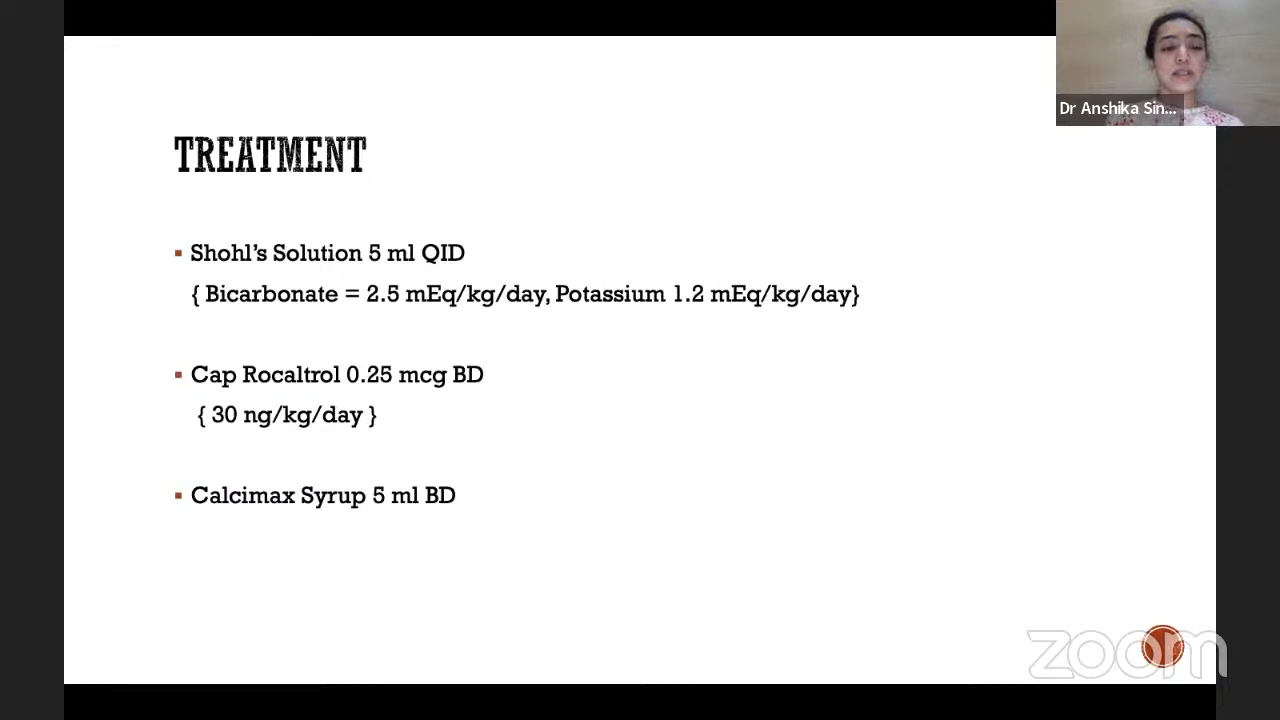 Dr Anshika Sin...
TREATMENT
▪ Shohl's Solution 5 ml QID
{ Bicarbonate = 2.5 mEq/kg/day, Potassium 1.2 mEq/kg/day}
▪ Cap Rocaltrol 0.25 mcg BD
{ 30 ng/kg/day }
▪ Calcimax Syrup 5 ml BD
zoom